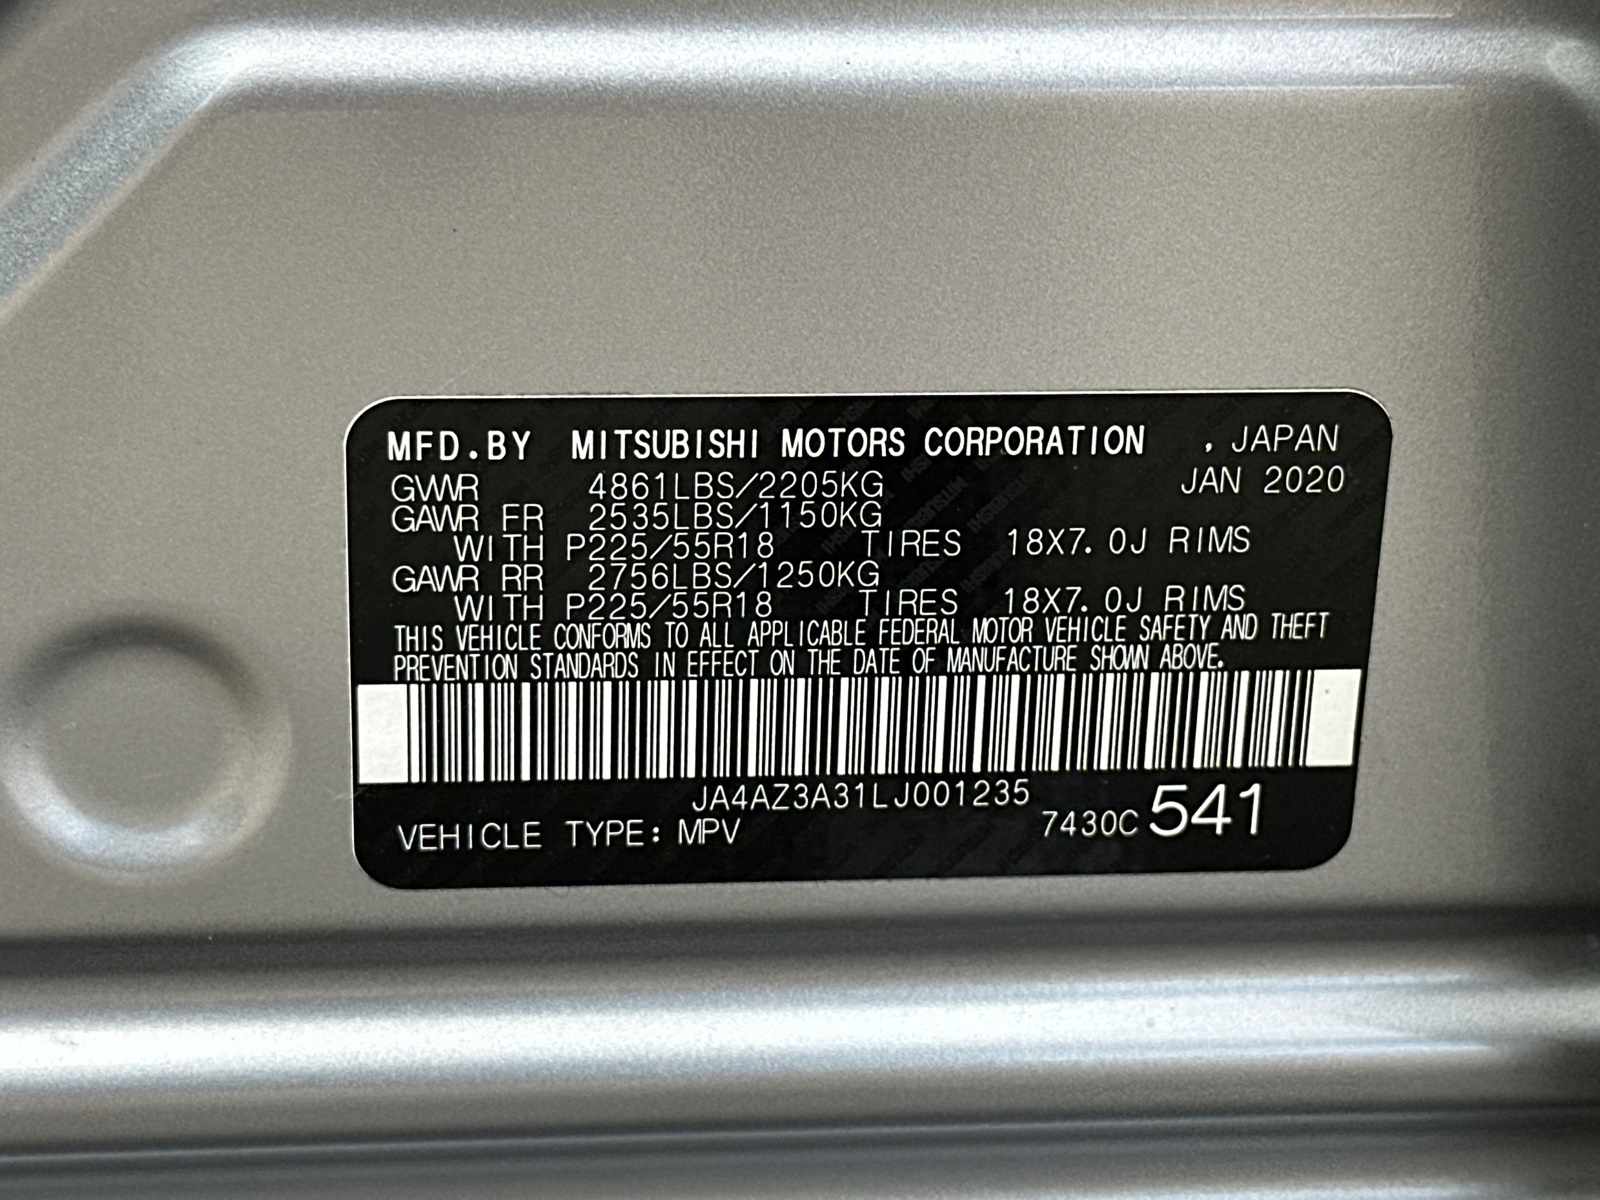 MFD.BY MITSUBISHI MOTORS CORPORATION , JAPAN
GVWR 4861LBS/2205KG JAN 2020
GAWR FR 2535LBS/1150KG
WITH P225/55R18 TIRES 18X7.0J RIMS
GAWR RR 2756LBS/1250KG
WITH P225/55R18 TIRES 18X7.0J RIMS
THIS VEHICLE CONFORMS TO ALL APPLICABLE FEDERAL MOTOR VEHICLE SAFETY AND THEFT
PREVENTION STANDARDS IN EFFECT ON THE DATE OF MANUFACTURE SHOWN ABOVE.
JA4AZ3A31LJ001235
VEHICLE TYPE: MPV 7430C 541